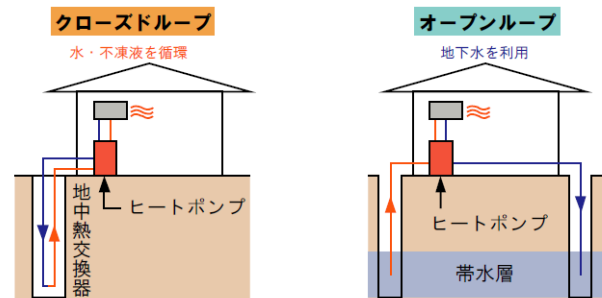 クローズドループ
水・不凍液を循環
ヒートポンプ
地中熱交換器
オープンループ
地下水を利用
ヒートポンプ
帯水層